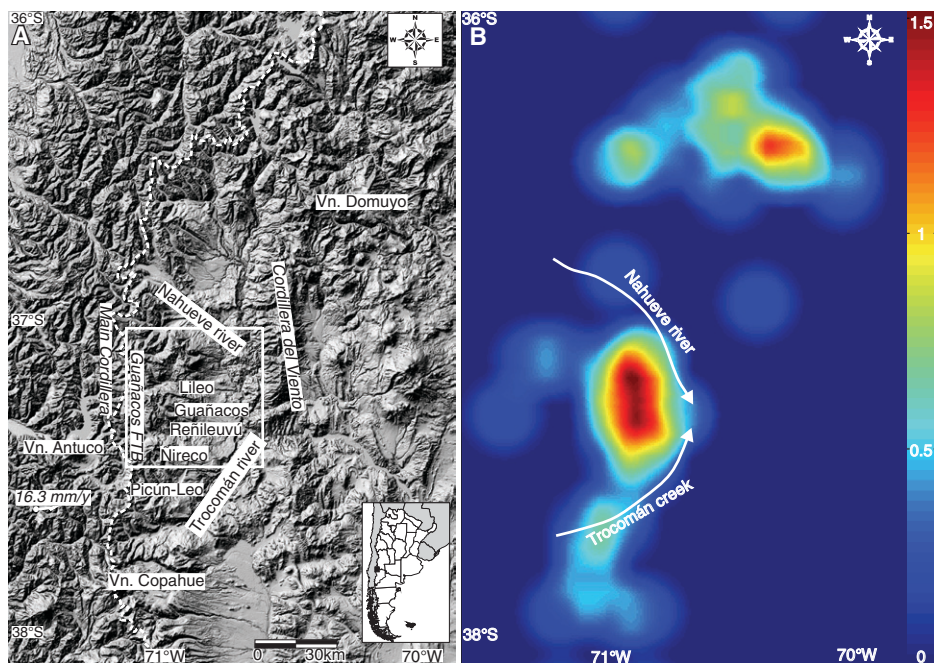 36°S
A
N
W
E
S
Vn. Domuyo
37°S
Nahueve river
Cordillera del Viento
Main Cordillera
Guañacos FTB
Lileo
Guañacos
Reñileuvú
Vn. Antuco
Nireco
Trocomán river
Picún-Leo
16.3 mm/y
Vn. Copahue
38°S
71°W
0
30km
70°W
36°S
B
N
W
E
S
Nahueve river
Trocomán creek
38°S
71°W
70°W
1.5
1
0.5
0